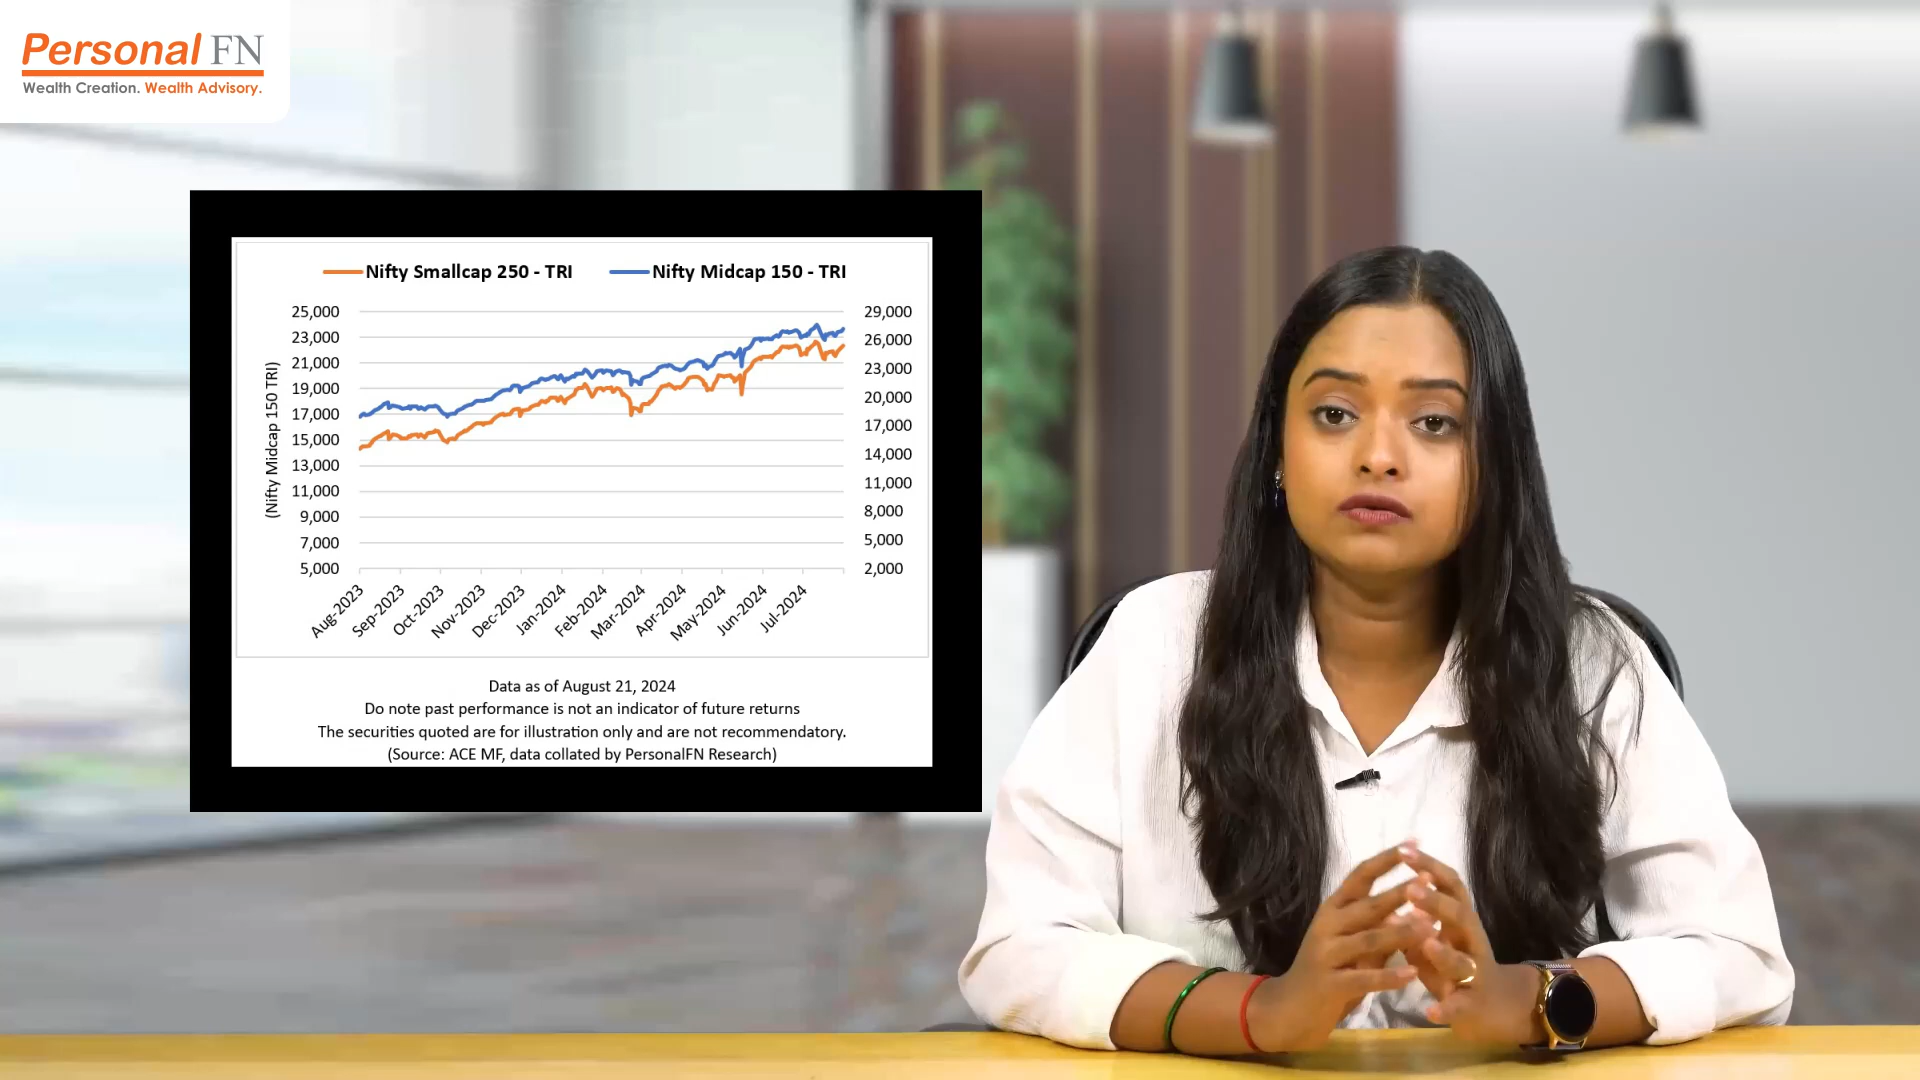 Personal FN
Wealth Creation. Wealth Advisory.
Nifty Smallcap 250 - TRI
Nifty Midcap 150 - TRI
(Nifty Midcap 150 TRI)
25,000
23,000
21,000
19,000
17,000
15,000
13,000
11,000
9,000
7,000
5,000
29,000
26,000
23,000
20,000
17,000
14,000
11,000
8,000
5,000
2,000
Aug-2023
Sep-2023
Oct-2023
Nov-2023
Dec-2023
Jan-2024
Feb-2024
Mar-2024
Apr-2024
May-2024
Jun-2024
Jul-2024
Data as of August 21, 2024
Do note past performance is not an indicator of future returns
The securities quoted are for illustration only and are not recommendatory.
(Source: ACE MF, data collated by PersonalFN Research)